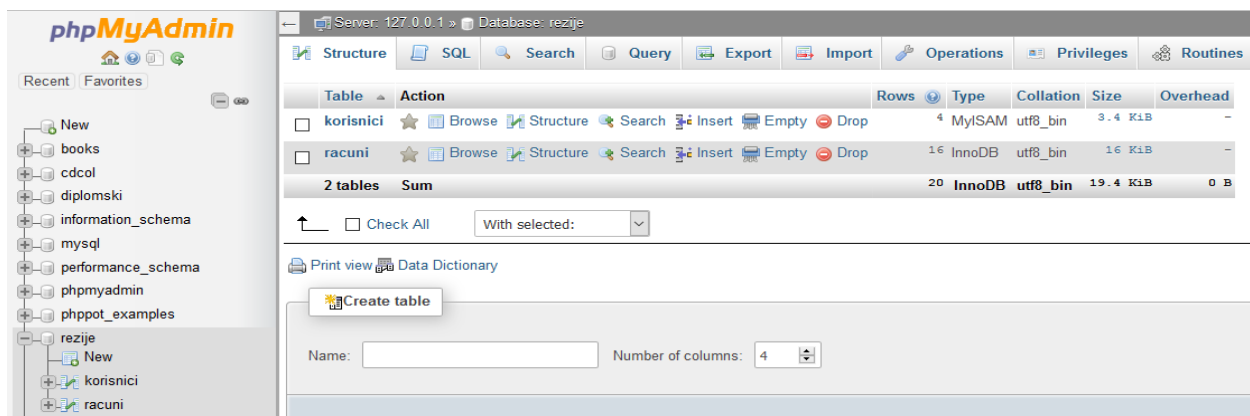 phpMyAdmin
Recent Favorites
New
books
cdcol
diplomski
information_schema
mysql
performance_schema
phpmyadmin
phppot_examples
rezije
New
korisnici
racuni
← Server: 127.0.0.1 » Database: rezije
Structure SQL Search Query Export Import Operations Privileges Routines
Table Action Rows Type Collation Size Overhead
korisnici Browse Structure Search Insert Empty Drop 4 MyISAM utf8_bin 3.4 KiB -
racuni Browse Structure Search Insert Empty Drop 16 InnoDB utf8_bin 16 KiB -
2 tables Sum 20 InnoDB utf8_bin 19.4 KiB 0 B
Check All With selected:
Print view Data Dictionary
Create table
Name: Number of columns: 4